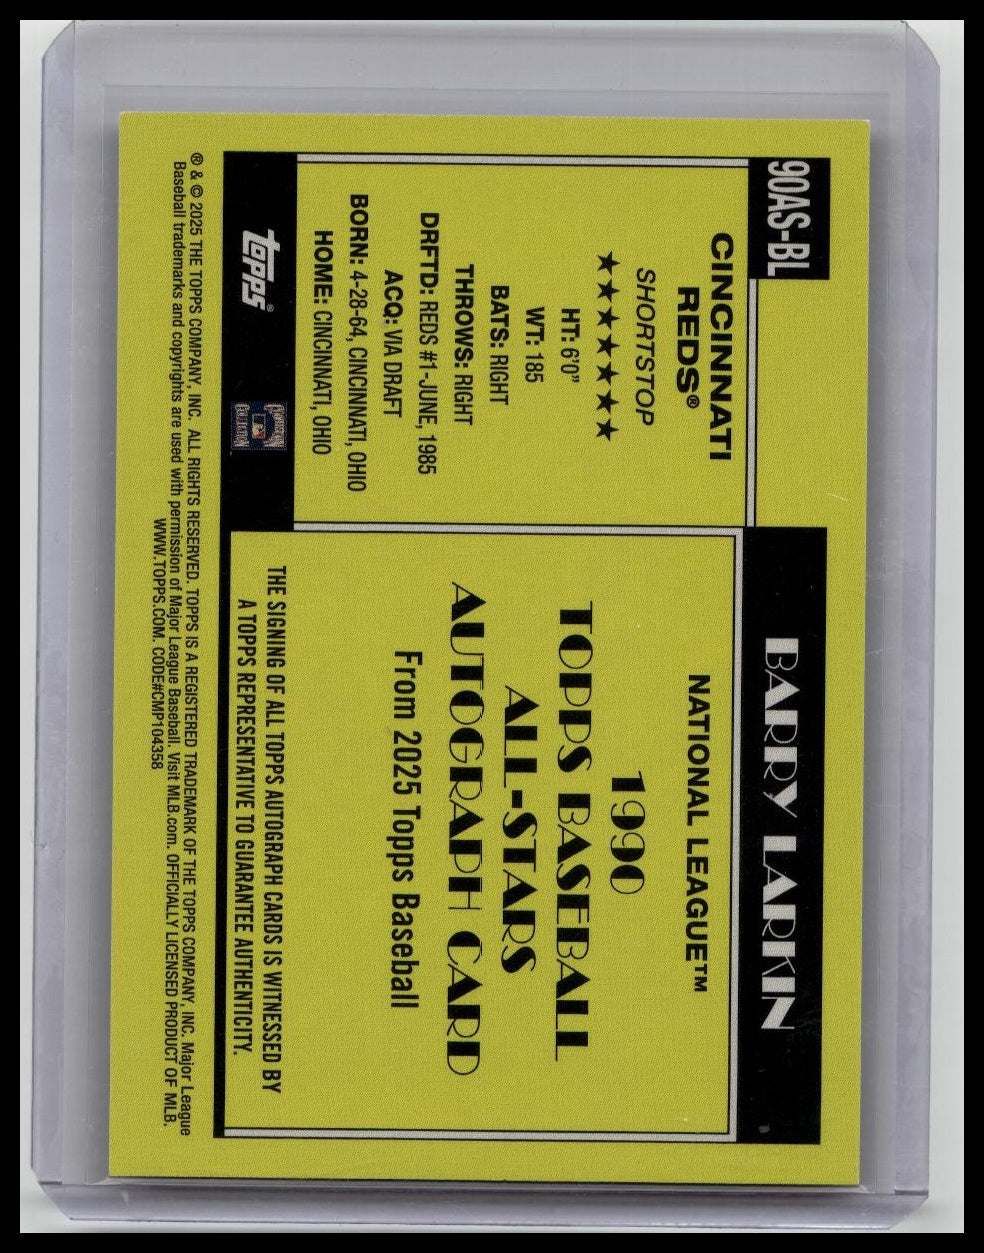 90AS-BL
BARRY LARKIN
CINCINNATI
REDS®
SHORTSTOP
★★★★★★★
HT: 6'0"
WT: 185
BATS: RIGHT
THROWS: RIGHT
DRFTD: REDS #1-JUNE, 1985
ACQ: VIA DRAFT
BORN: 4-28-64, CINCINNATI, OHIO
HOME: CINCINNATI, OHIO
topps®
COOPERSTOWN
COLLECTION
NATIONAL LEAGUE™
1990
TOPPS BASEBALL
ALL-STARS
AUTOGRAPH CARD
From 2025 Topps Baseball
THE SIGNING OF ALL TOPPS AUTOGRAPH CARDS IS WITNESSED BY
A TOPPS REPRESENTATIVE TO GUARANTEE AUTHENTICITY.
® & © 2025 THE TOPPS COMPANY, INC. ALL RIGHTS RESERVED. TOPPS IS A REGISTERED TRADEMARK OF THE TOPPS COMPANY, INC. Major League
Baseball trademarks and copyrights are used with permission of Major League Baseball. Visit MLB.com. OFFICIALLY LICENSED PRODUCT OF MLB.
WWW.TOPPS.COM. CODE#CMP104358